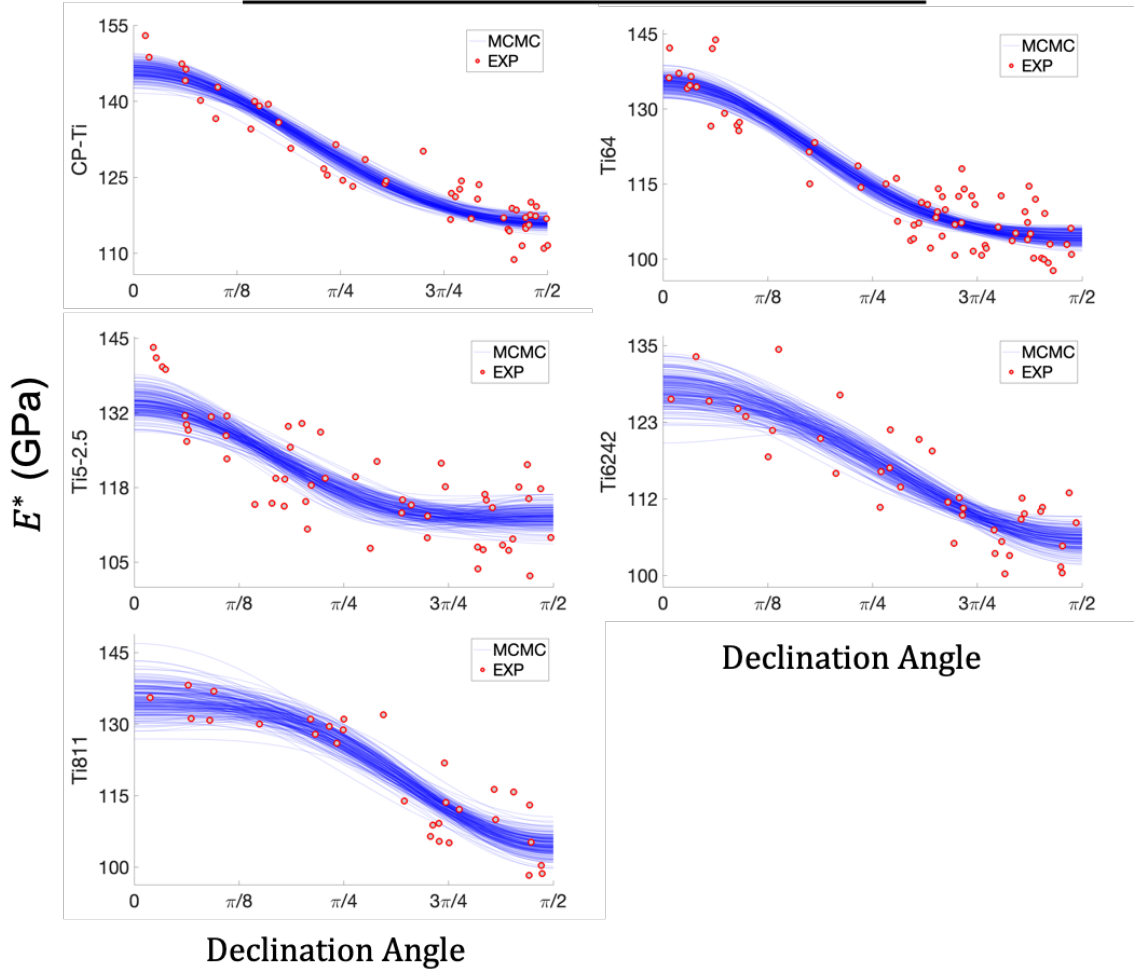 155
140
125
110
CP-Ti
MCMC
EXP
0 π/8 π/4 3π/4 π/2
145
130
115
100
Ti64
MCMC
EXP
0 π/8 π/4 3π/4 π/2
E* (GPa)
145
132
118
105
Ti5-2.5
MCMC
EXP
0 π/8 π/4 3π/4 π/2
135
123
112
100
Ti6242
MCMC
EXP
0 π/8 π/4 3π/4 π/2
Declination Angle
145
130
115
100
Ti811
MCMC
EXP
0 π/8 π/4 3π/4 π/2
Declination Angle